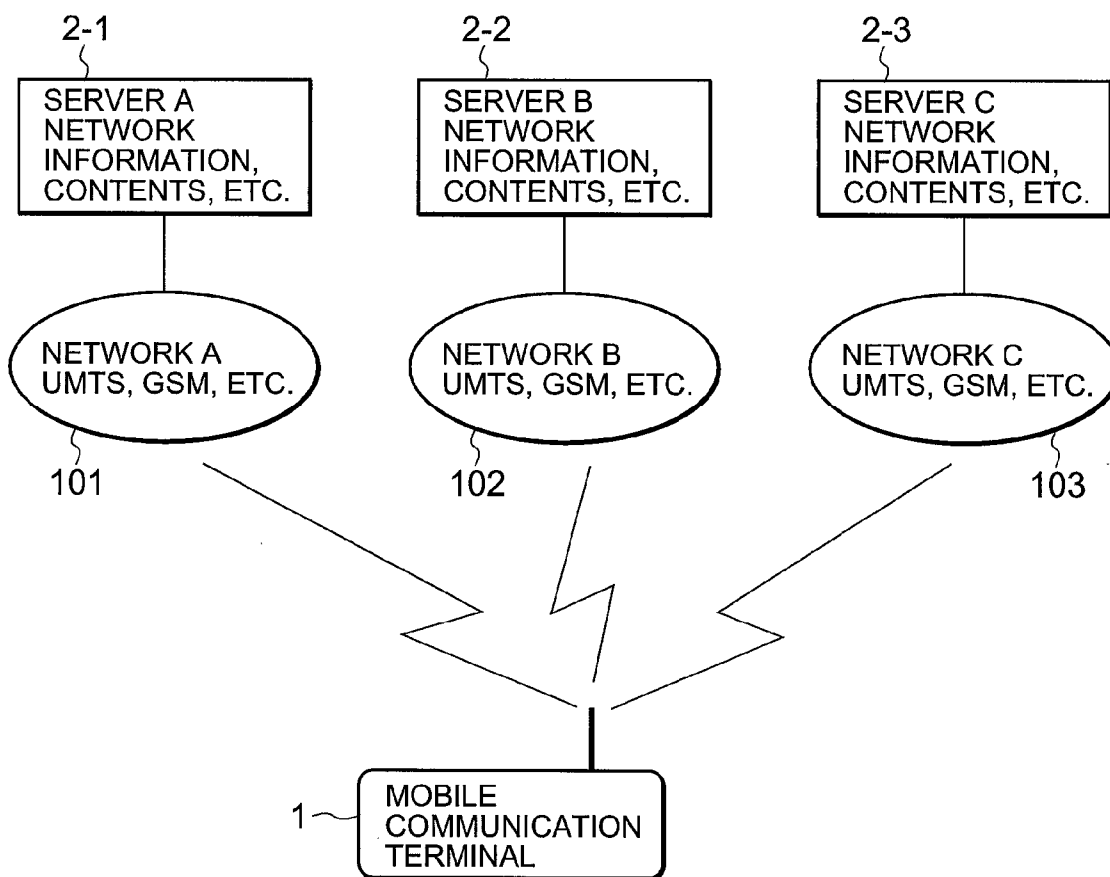 2-1
2-2
2-3
SERVER A
NETWORK
INFORMATION,
CONTENTS, ETC.
SERVER B
NETWORK
INFORMATION,
CONTENTS, ETC.
SERVER C
NETWORK
INFORMATION,
CONTENTS, ETC.
NETWORK A
UMTS, GSM, ETC.
NETWORK B
UMTS, GSM, ETC.
NETWORK C
UMTS, GSM, ETC.
101
102
103
1
MOBILE
COMMUNICATION
TERMINAL